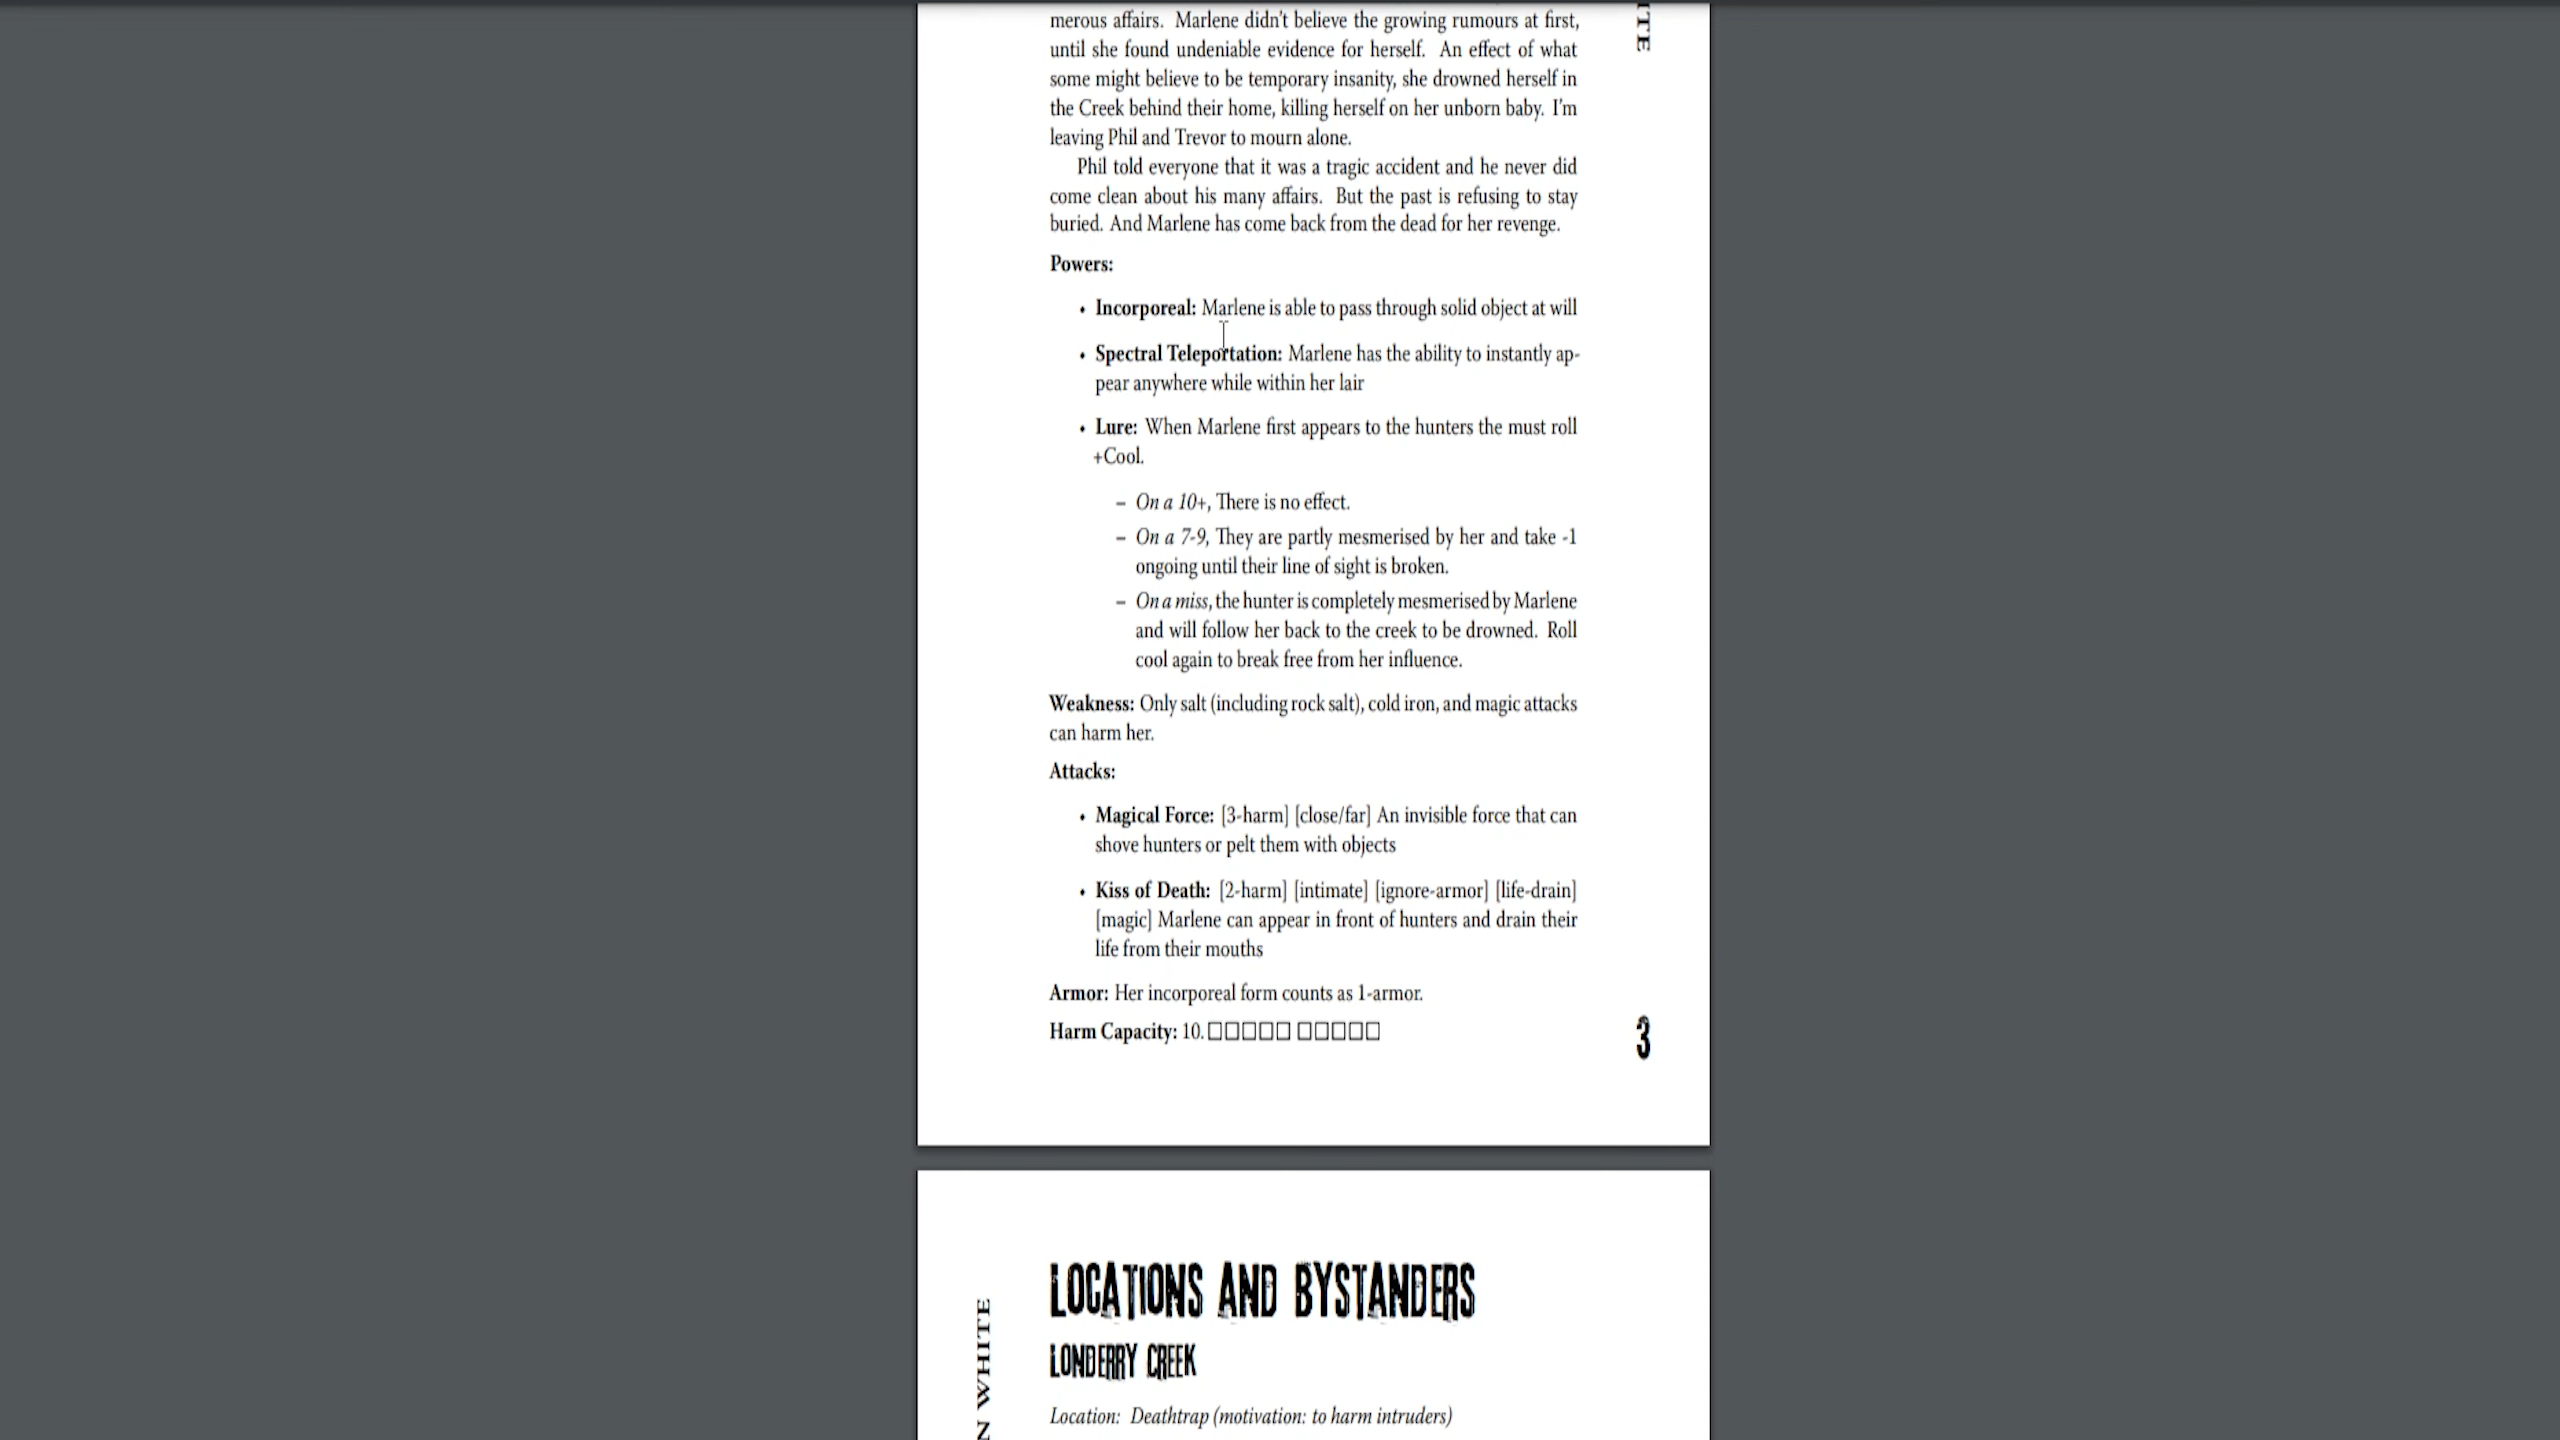 merous affairs. Marlene didn't believe the growing rumours at first,
until she found undeniable evidence for herself. An effect of what
some might believe to be temporary insanity, she drowned herself in
the Creek behind their home, killing herself on her unborn baby. I'm
leaving Phil and Trevor to mourn alone.
Phil told everyone that it was a tragic accident and he never did
come clean about his many affairs. But the past is refusing to stay
buried. And Marlene has come back from the dead for her revenge.
Powers:
• Incorporeal: Marlene is able to pass through solid object at will
• Spectral Teleportation: Marlene has the ability to instantly ap-
pear anywhere while within her lair
• Lure: When Marlene first appears to the hunters the must roll
+Cool.
– On a 10+, There is no effect.
– On a 7-9, They are partly mesmerised by her and take -1
ongoing until their line of sight is broken.
– On a miss, the hunter is completely mesmerised by Marlene
and will follow her back to the creek to be drowned. Roll
cool again to break free from her influence.
Weakness: Only salt (including rock salt), cold iron, and magic attacks
can harm her.
Attacks:
• Magical Force: [3-harm] [close/far] An invisible force that can
shove hunters or pelt them with objects
• Kiss of Death: [2-harm] [intimate] [ignore-armor] [life-drain]
[magic] Marlene can appear in front of hunters and drain their
life from their mouths
Armor: Her incorporeal form counts as 1-armor.
Harm Capacity: 10. □□□□□ □□□□□
ITE
3
LOCATIONS AND BYSTANDERS
LONDERRY CREEK
Location: Deathtrap (motivation: to harm intruders)
N WHITE